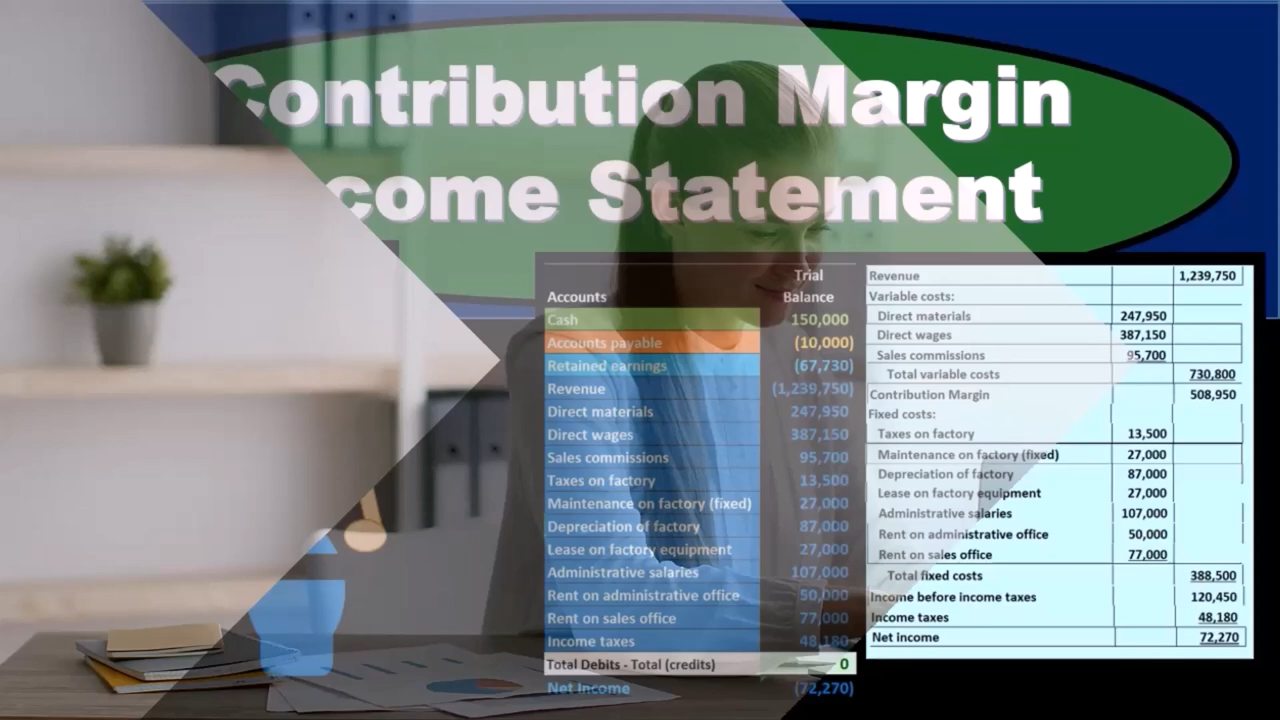 Contribution Margin
come Statement
Trial
Accounts Balance
Cash 150,000
Accounts payable (10,000)
Retained earnings (67,730)
Revenue (1,239,750)
Direct materials 247,950
Direct wages 387,150
Sales commissions 95,700
Taxes on factory 13,500
Maintenance on factory (fixed) 27,000
Depreciation of factory 87,000
Lease on factory equipment 27,000
Administrative salaries 107,000
Rent on administrative office 50,000
Rent on sales office 77,000
Income taxes 48,180
Total Debits - Total (credits) 0
Net Income (72,270)
Revenue 1,239,750
Variable costs:
Direct materials 247,950
Direct wages 387,150
Sales commissions 95,700
Total variable costs 730,800
Contribution Margin 508,950
Fixed costs:
Taxes on factory 13,500
Maintenance on factory (fixed) 27,000
Depreciation of factory 87,000
Lease on factory equipment 27,000
Administrative salaries 107,000
Rent on administrative office 50,000
Rent on sales office 77,000
Total fixed costs 388,500
Income before income taxes 120,450
Income taxes 48,180
Net income 72,270